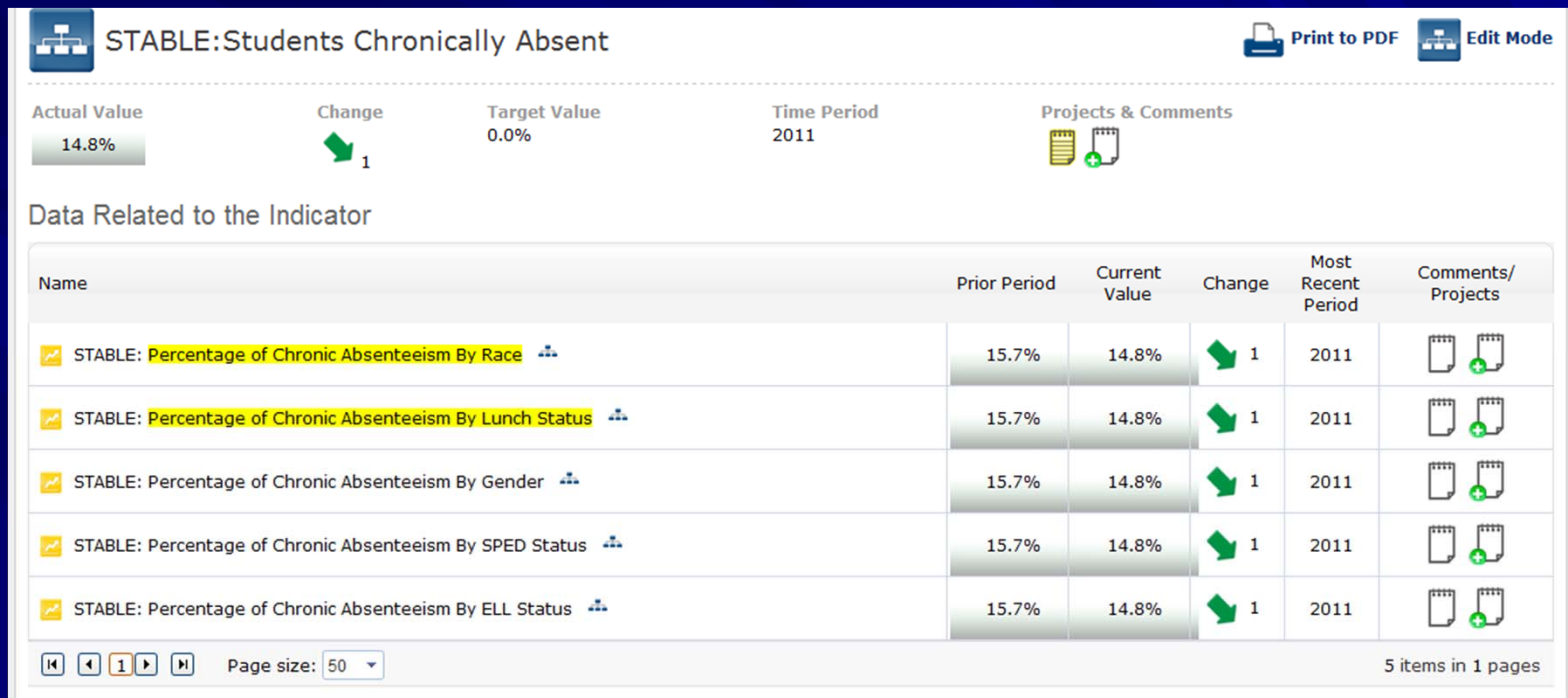 STABLE:Students Chronically Absent
Print to PDF
Edit Mode
Actual Value Change Target Value Time Period Projects & Comments
14.8% 1 0.0% 2011
Data Related to the Indicator
Name Prior Period Current Value Change Most Recent Period Comments/ Projects
STABLE: Percentage of Chronic Absenteeism By Race 15.7% 14.8% 1 2011
STABLE: Percentage of Chronic Absenteeism By Lunch Status 15.7% 14.8% 1 2011
STABLE: Percentage of Chronic Absenteeism By Gender 15.7% 14.8% 1 2011
STABLE: Percentage of Chronic Absenteeism By SPED Status 15.7% 14.8% 1 2011
STABLE: Percentage of Chronic Absenteeism By ELL Status 15.7% 14.8% 1 2011
1 Page size: 50 5 items in 1 pages